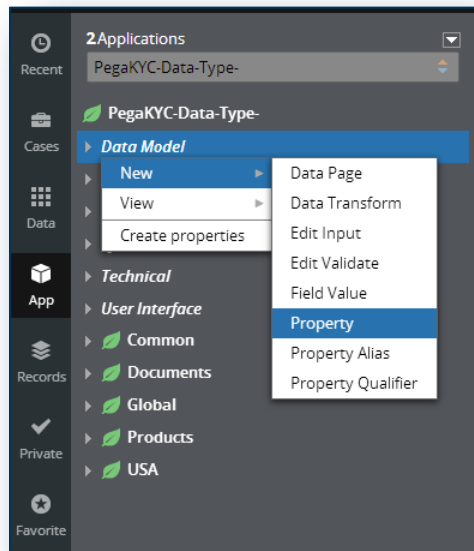 2Applications
Recent
PegaKYC-Data-Type-
PegaKYC-Data-Type-
Cases
Data Model
New
View
Create properties
Data Page
Data Transform
Edit Input
Edit Validate
Field Value
Property
Property Alias
Property Qualifier
Data
App
Technical
User Interface
Common
Records
Documents
Global
Products
Private
USA
Favorite